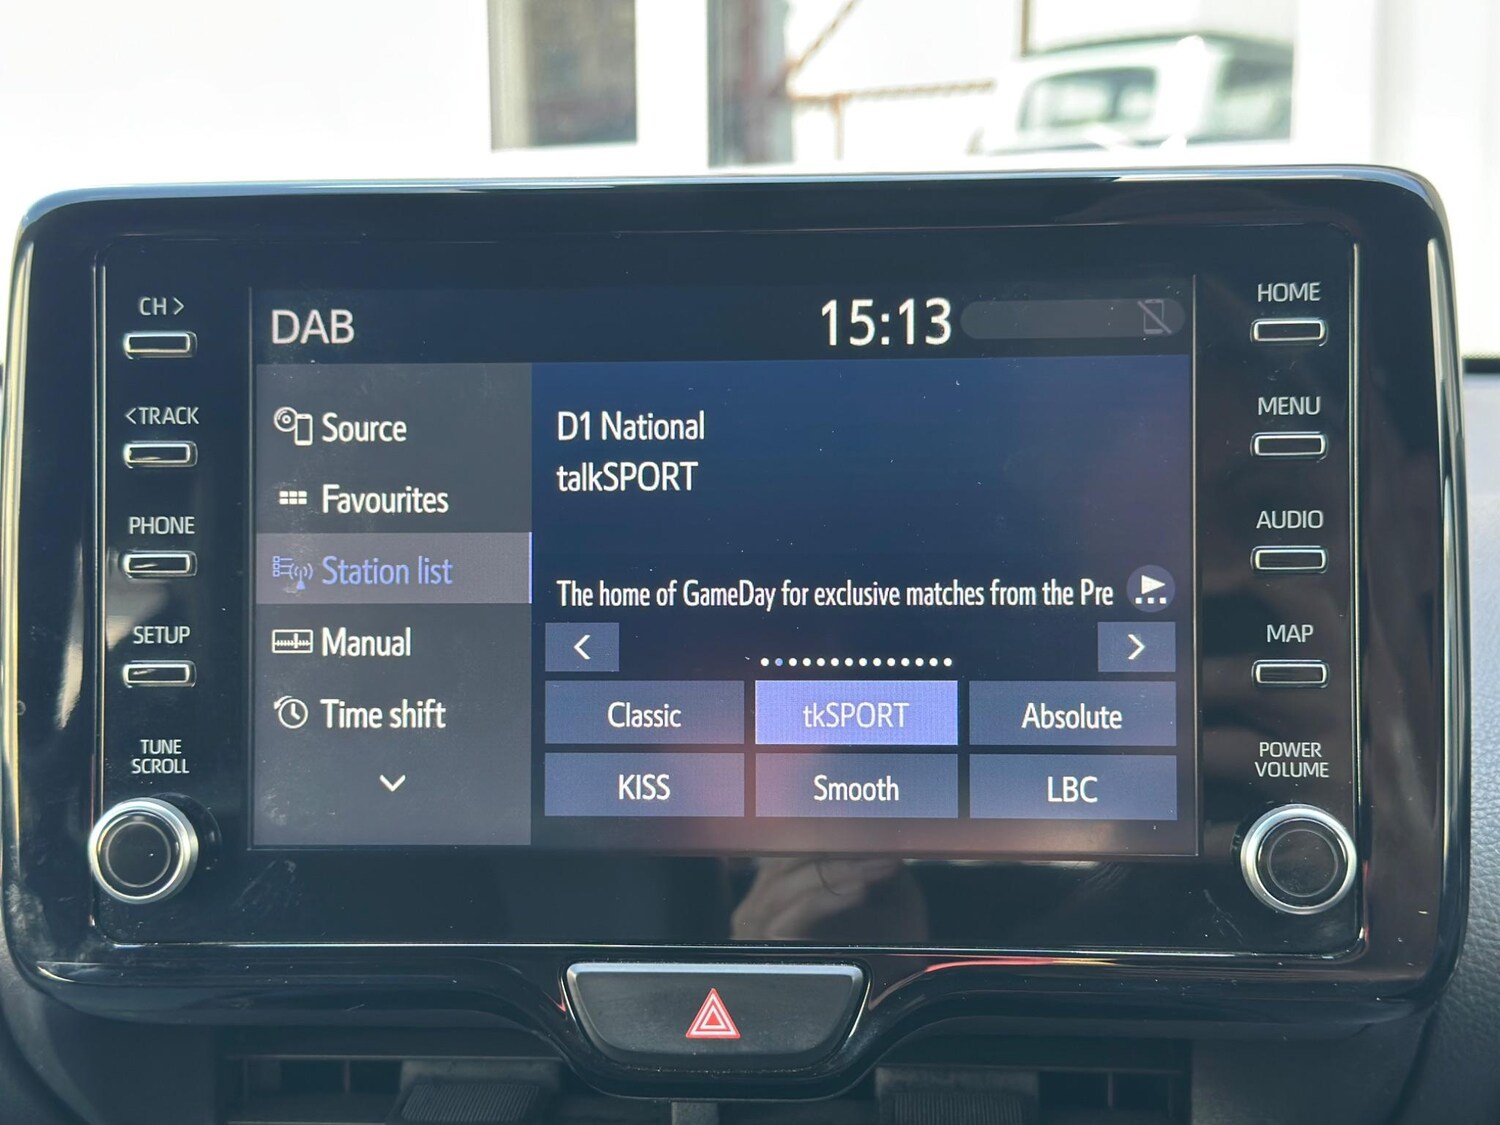 CH >
<TRACK
PHONE
SETUP
TUNE
SCROLL
DAB
15:13
Source
Favourites
Station list
Manual
Time shift
D1 National
talkSPORT
The home of GameDay for exclusive matches from the Pre
Classic
tkSPORT
Absolute
KISS
Smooth
LBC
HOME
MENU
AUDIO
MAP
POWER
VOLUME